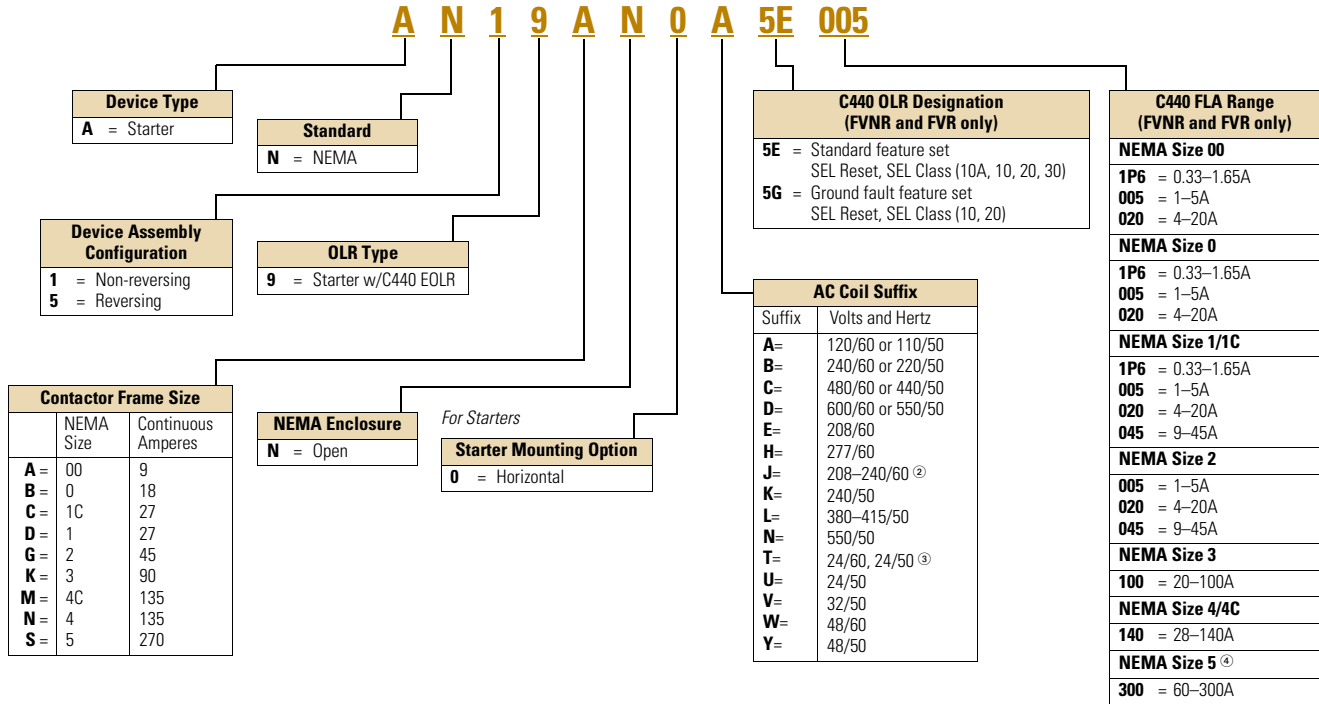 A N 1 9 A N 0 A 5E 005
Device Type
A = Starter
Standard
N = NEMA
Device Assembly
Configuration
1 = Non-reversing
5 = Reversing
OLR Type
9 = Starter w/C440 EOLR
Contactor Frame Size
NEMA Size Continuous Amperes
A = 00 9
B = 0 18
C = 1C 27
D = 1 27
G = 2 45
K = 3 90
M = 4C 135
N = 4 135
S = 5 270
NEMA Enclosure
N = Open
For Starters
Starter Mounting Option
0 = Horizontal
C440 OLR Designation
(FVNR and FVR only)
5E = Standard feature set
SEL Reset, SEL Class (10A, 10, 20, 30)
5G = Ground fault feature set
SEL Reset, SEL Class (10, 20)
AC Coil Suffix
Suffix Volts and Hertz
A= 120/60 or 110/50
B= 240/60 or 220/50
C= 480/60 or 440/50
D= 600/60 or 550/50
E= 208/60
H= 277/60
J= 208–240/60 ②
K= 240/50
L= 380–415/50
N= 550/50
T= 24/60, 24/50 ③
U= 24/50
V= 32/50
W= 48/60
Y= 48/50
C440 FLA Range
(FVNR and FVR only)
NEMA Size 00
1P6 = 0.33–1.65A
005 = 1–5A
020 = 4–20A
NEMA Size 0
1P6 = 0.33–1.65A
005 = 1–5A
020 = 4–20A
NEMA Size 1/1C
1P6 = 0.33–1.65A
005 = 1–5A
020 = 4–20A
045 = 9–45A
NEMA Size 2
005 = 1–5A
020 = 4–20A
045 = 9–45A
NEMA Size 3
100 = 20–100A
NEMA Size 4/4C
140 = 28–140A
NEMA Size 5 ④
300 = 60–300A